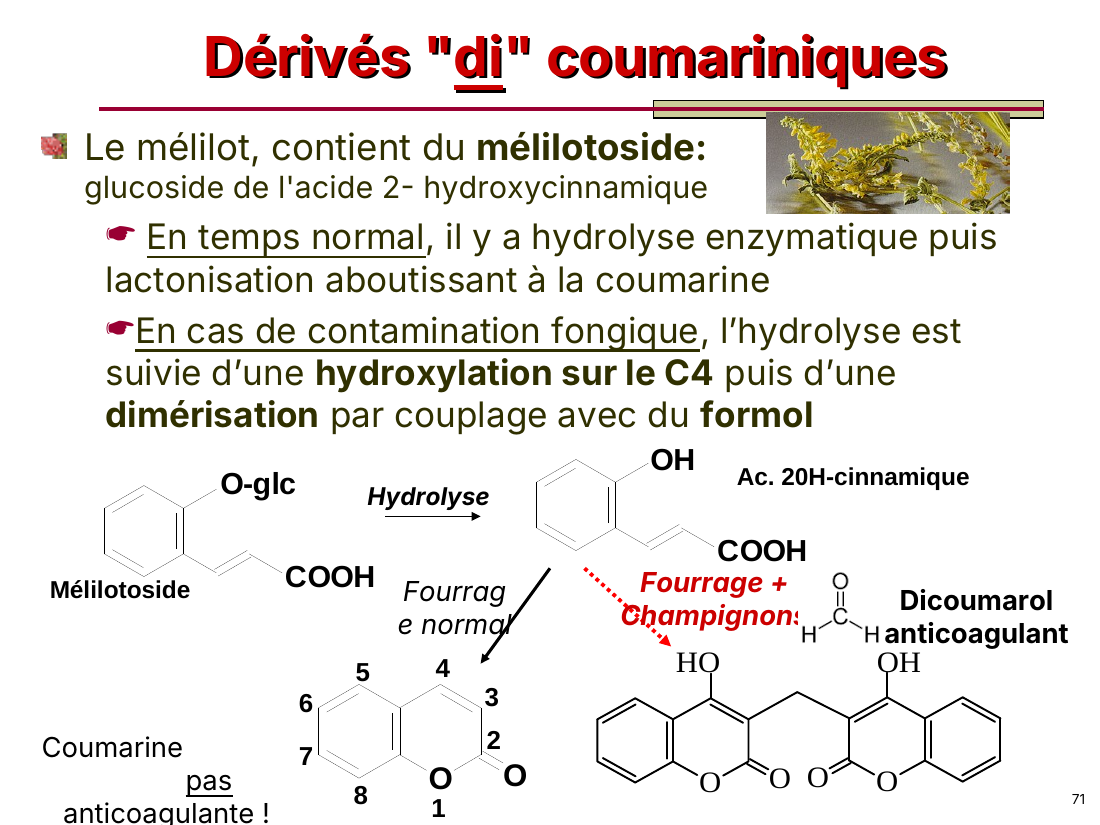 Dérivés "di" coumariniques
Le mélilot, contient du mélilotoside:
glucoside de l'acide 2- hydroxycinnamique
En temps normal, il y a hydrolyse enzymatique puis
lactonisation aboutissant à la coumarine
En cas de contamination fongique, l’hydrolyse est
suivie d’une hydroxylation sur le C4 puis d’une
dimérisation par couplage avec du formol
O-glc
COOH
Mélilotoside
Hydrolyse
OH
COOH
Ac. 20H-cinnamique
Fourrag
e normal
Fourrage +
Champignons
O
C
H
H
Dicoumarol
anticoagulant
5
4
6
3
7
2
8
O
O
1
Coumarine
pas
anticoagulante !
HO
OH
O
O
O
O
71